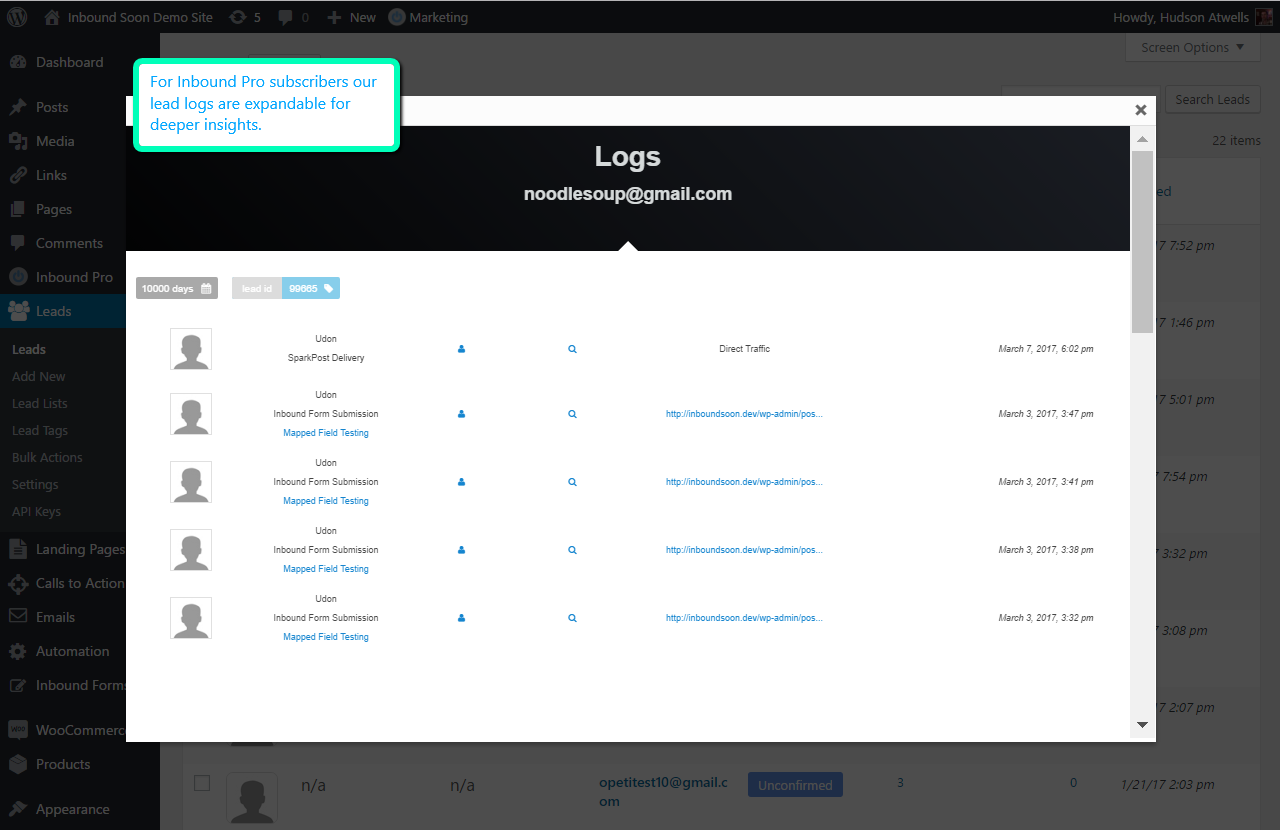 Inbound Soon Demo Site 5 0 New Marketing Howdy, Hudson Atwells
Screen Options
Dashboard
Posts
Media
Links
Pages
Comments
Inbound Pro
Leads
Leads
Add New
Lead Lists
Lead Tags
Bulk Actions
Settings
API Keys
Landing Pages
Calls to Action
Emails
Automation
Inbound Forms
WooCommerce
Products
Appearance
For Inbound Pro subscribers our
lead logs are expandable for
deeper insights.
Search Leads
22 items
Logs
noodlesoup@gmail.com
10000 days lead id 99665
Udon
SparkPost Delivery
Direct Traffic
March 7, 2017, 6:02 pm
Udon
Inbound Form Submission
Mapped Field Testing
http://inboundsoon.dev/wp-admin/pos...
March 3, 2017, 3:47 pm
Udon
Inbound Form Submission
Mapped Field Testing
http://inboundsoon.dev/wp-admin/pos...
March 3, 2017, 3:41 pm
Udon
Inbound Form Submission
Mapped Field Testing
http://inboundsoon.dev/wp-admin/pos...
March 3, 2017, 3:38 pm
Udon
Inbound Form Submission
Mapped Field Testing
http://inboundsoon.dev/wp-admin/pos...
March 3, 2017, 3:32 pm
ed
7 7:52 pm
7 1:46 pm
7 5:01 pm
7 7:54 pm
7 3:32 pm
7 3:08 pm
7 2:07 pm
n/a n/a opetitest10@gmail.c
om
Unconfirmed 3 0 1/21/17 2:03 pm